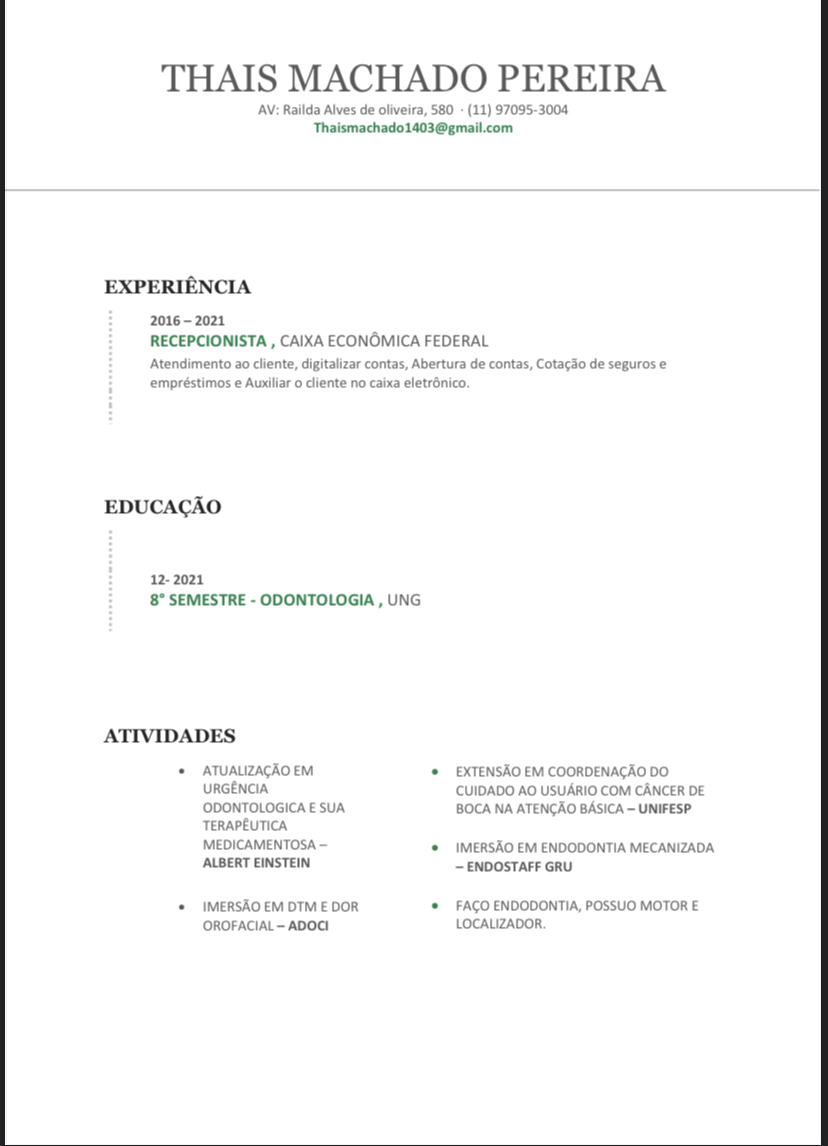 THAIS MACHADO PEREIRA
AV: Railda Alves de oliveira, 580 · (11) 97095-3004
Thaismachado1403@gmail.com
EXPERIÊNCIA
2016 – 2021
RECEPCIONISTA , CAIXA ECONÔMICA FEDERAL
Atendimento ao cliente, digitalizar contas, Abertura de contas, Cotação de seguros e
empréstimos e Auxiliar o cliente no caixa eletrônico.
EDUCAÇÃO
12- 2021
8° SEMESTRE - ODONTOLOGIA , UNG
ATIVIDADES
• ATUALIZAÇÃO EM
URGÊNCIA
ODONTOLOGICA E SUA
TERAPÊUTICA
MEDICAMENTOSA –
ALBERT EINSTEIN
• IMERSÃO EM DTM E DOR
OROFACIAL – ADOCI
• EXTENSÃO EM COORDENAÇÃO DO
CUIDADO AO USUÁRIO COM CÂNCER DE
BOCA NA ATENÇÃO BÁSICA – UNIFESP
• IMERSÃO EM ENDODONTIA MECANIZADA
– ENDOSTAFF GRU
• FAÇO ENDODONTIA, POSSUO MOTOR E
LOCALIZADOR.